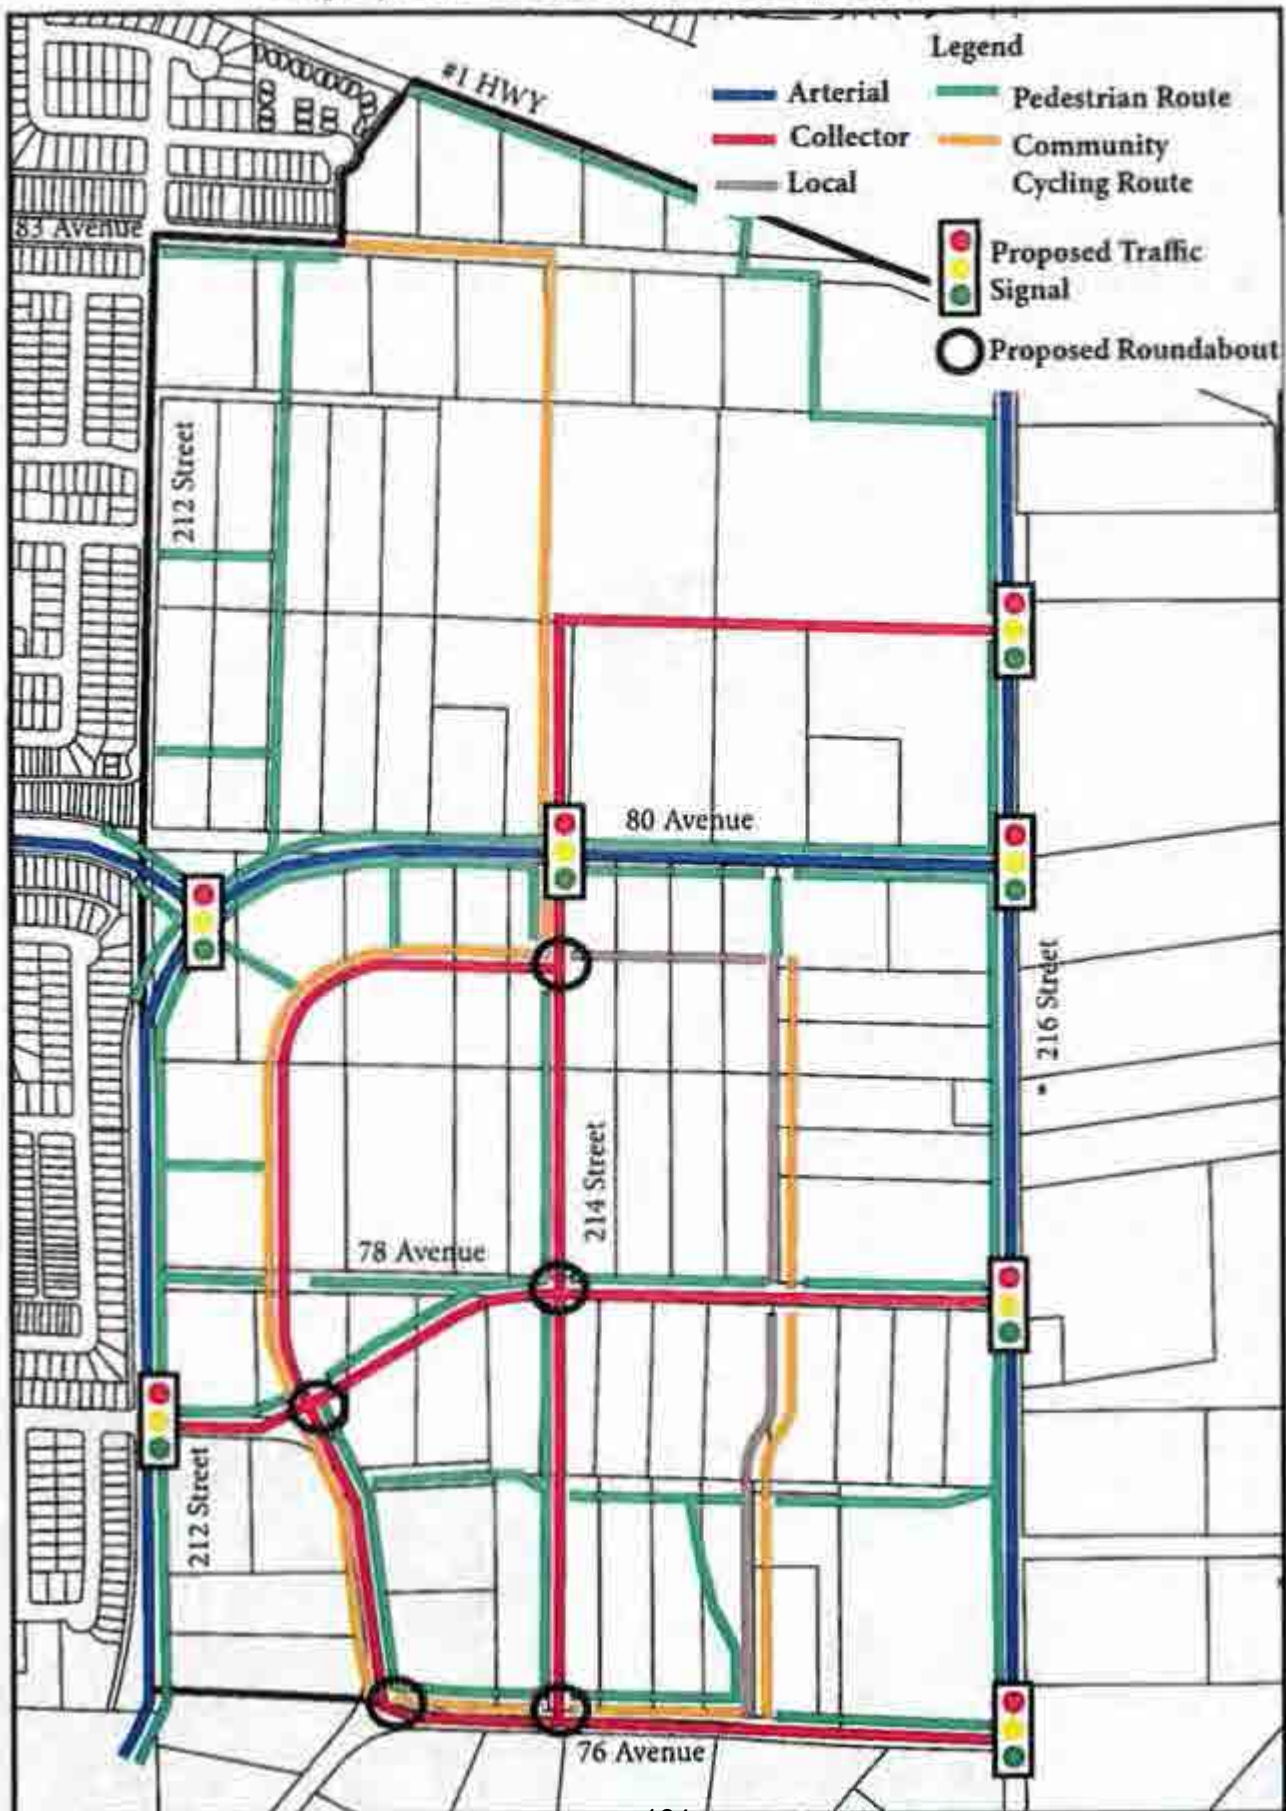 #1 HWY
Legend
Arterial
Pedestrian Route
Collector
Community
Cycling Route
Local
83 Avenue
Proposed Traffic
Signal
Proposed Roundabout
212 Street
80 Avenue
216 Street
214 Street
78 Avenue
212 Street
76 Avenue